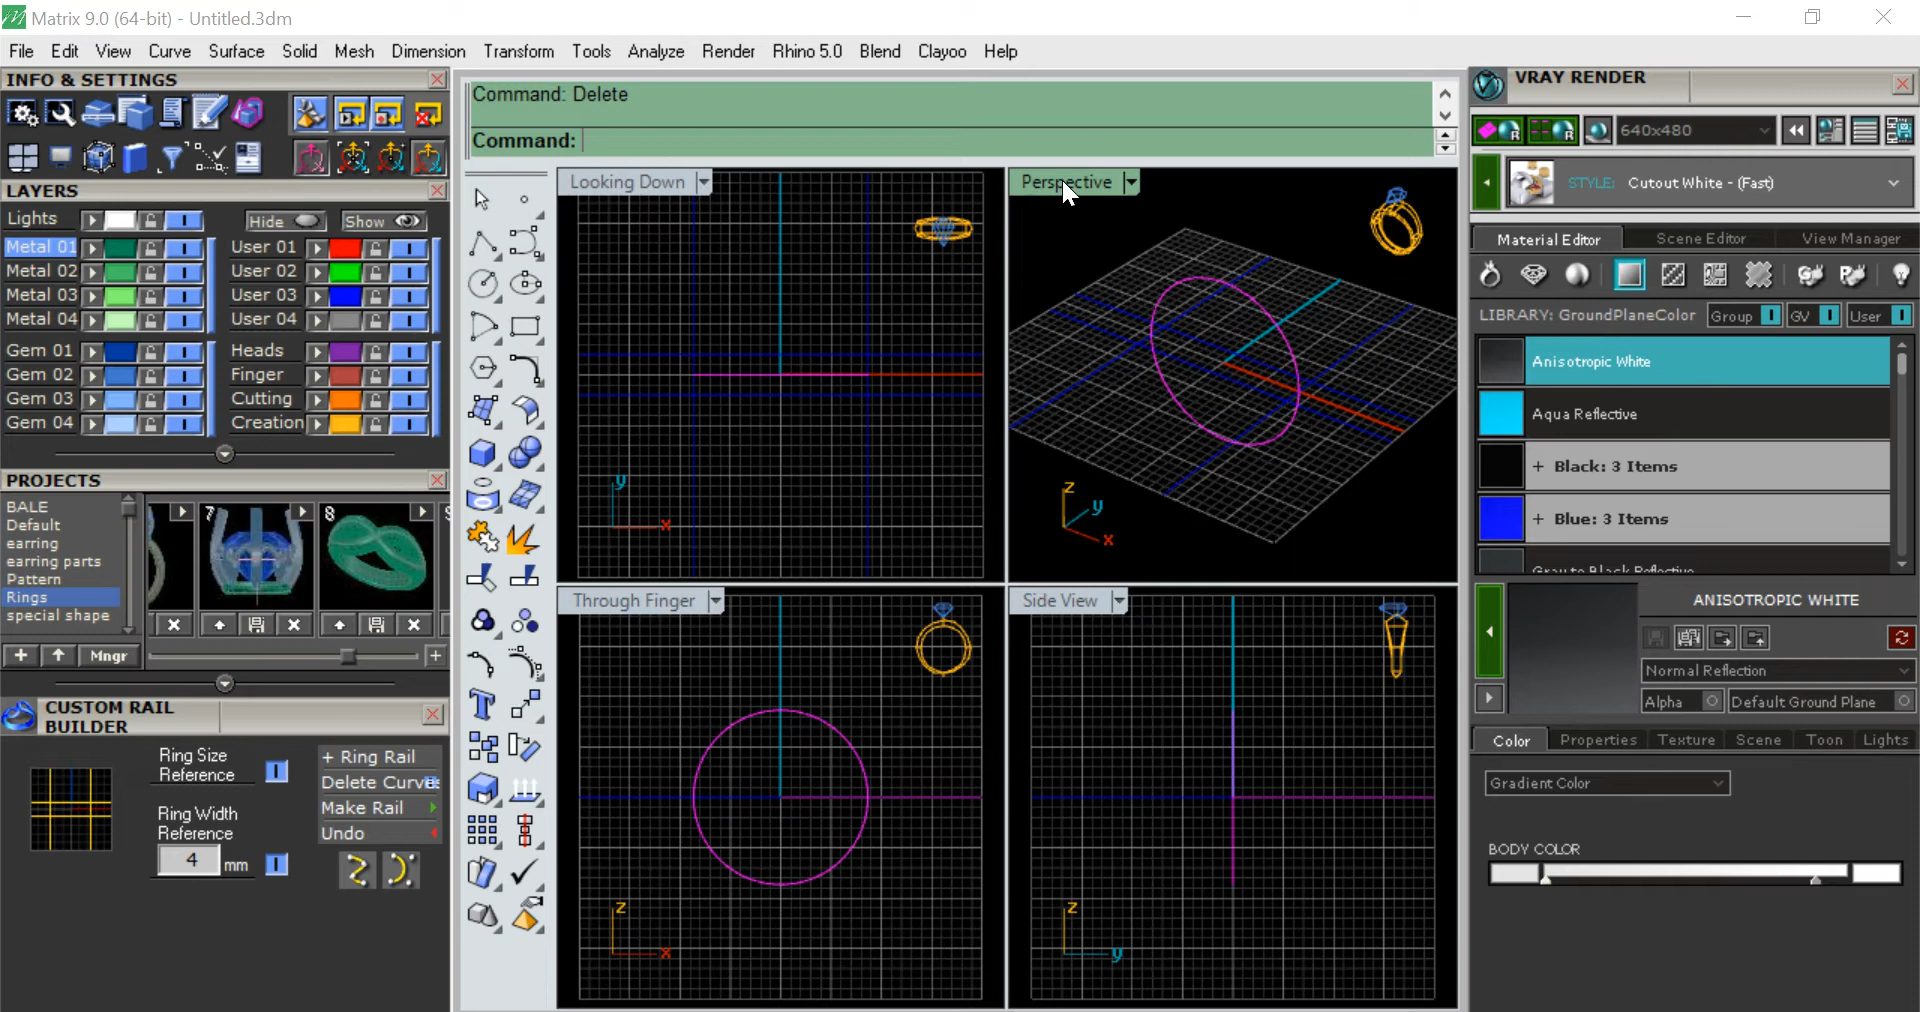 Matrix 9.0 (64-bit) - Untitled.3dm
File Edit View Curve Surface Solid Mesh Dimension Transform Tools Analyze Render Rhino 5.0 Blend Clayoo Help
INFO & SETTINGS
LAYERS
Lights Hide Show
Metal 01 User 01
Metal 02 User 02
Metal 03 User 03
Metal 04 User 04
Gem 01 Heads
Gem 02 Finger
Gem 03 Cutting
Gem 04 Creation
PROJECTS
BALE
Default
earring
earring parts
Pattern
Rings
special shape
7 8
+ Mngr +
CUSTOM RAIL
BUILDER
Ring Size
Reference
Ring Width
Reference
4 mm
+ Ring Rail
Delete Curve
Make Rail
Undo
Command: Delete
Command:
Looking Down
y
x
Perspective
z
y
x
Through Finger
z
x
Side View
z
y
VRAY RENDER
640x480
STYLE: Cutout White - (Fast)
Material Editor Scene Editor View Manager
LIBRARY: GroundPlaneColor Group GV User
Anisotropic White
Aqua Reflective
+ Black: 3 Items
+ Blue: 3 Items
Gray to Black Reflective
ANISOTROPIC WHITE
Normal Reflection
Alpha Default Ground Plane
Color Properties Texture Scene Toon Lights
Gradient Color
BODY COLOR